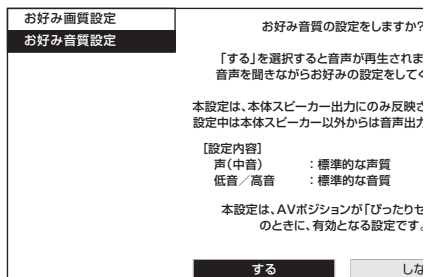 お好み画質設定
お好み音質設定
お好み音質の設定をしますか?
「する」を選択すると音声が再生されま
音声を聞きながらお好みの設定をして
本設定は、本体スピーカー出力にのみ反映
設定中は本体スピーカー以外からは音声出
[設定内容]
声(中音) :標準的な声質
低音/高音 :標準的な音質
本設定は、AVポジションが「ぴったりセ
のときに、有効となる設定です。
する
しな